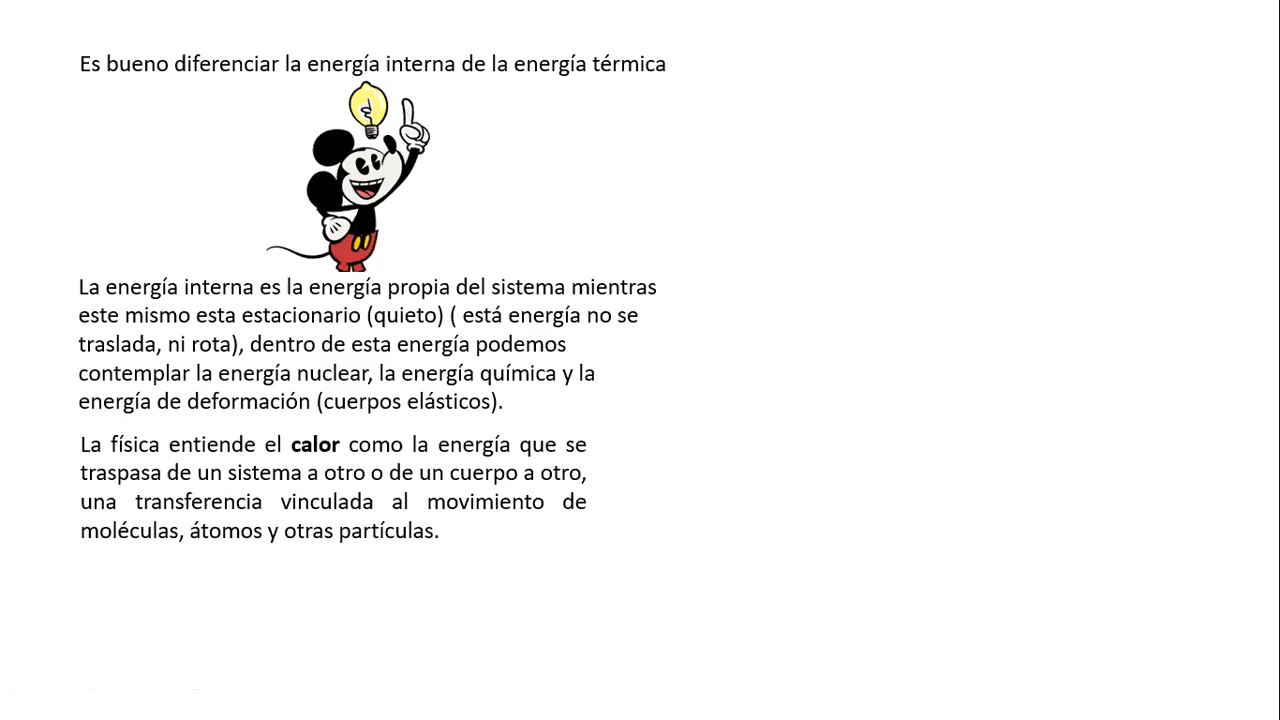 Es bueno diferenciar la energía interna de la energía térmica
La energía interna es la energía propia del sistema mientras
este mismo esta estacionario (quieto) ( está energía no se
traslada, ni rota), dentro de esta energía podemos
contemplar la energía nuclear, la energía química y la
energía de deformación (cuerpos elásticos).
La física entiende el calor como la energía que se
traspasa de un sistema a otro o de un cuerpo a otro,
una transferencia vinculada al movimiento de
moléculas, átomos y otras partículas.